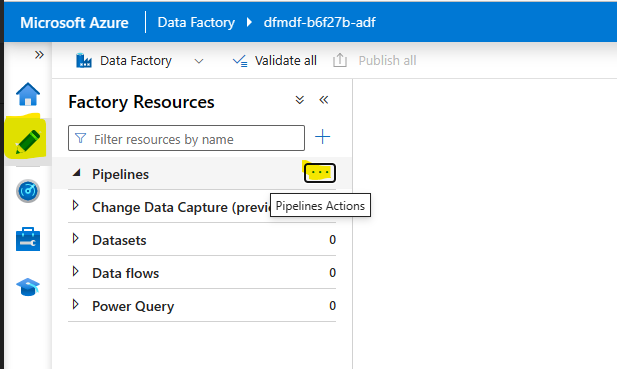 Microsoft Azure Data Factory dfmdf-b6f27b-adf
Data Factory Validate all Publish all
Factory Resources
Filter resources by name
Pipelines
Pipelines Actions
Change Data Capture (previ
Datasets 0
Data flows 0
Power Query 0